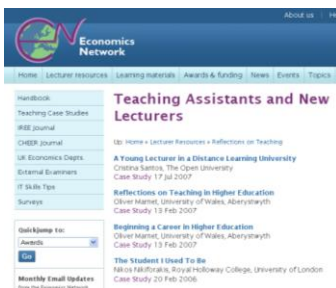 About us
Economics
Network
Home Lecturer resources Learning materials Awards & funding News Events Topics
Handbook
Teaching Case Studies
IREE Journal
CHEER Journal
UK Economics Depts.
External Examiners
IT Skills Tips
Surveys
Quickjump to:
Awards
Go
Monthly Email Updates
from the Economics Network
Teaching Assistants and New
Lecturers
Up: Home » Lecturer Resources » Reflections on Teaching
A Young Lecturer in a Distance Learning University
Cristina Santos, The Open University
Case Study 17 Jul 2007
Reflections on Teaching in Higher Education
Oliver Marnet, University of Wales, Aberystwyth
Case Study 13 Feb 2007
Beginning a Career in Higher Education
Oliver Marnet, University of Wales, Aberystwyth
Case Study 13 Feb 2007
The Student I Used To Be
Nikos Nikiforakis, Royal Holloway College, University of London
Case Study 20 Feb 2006